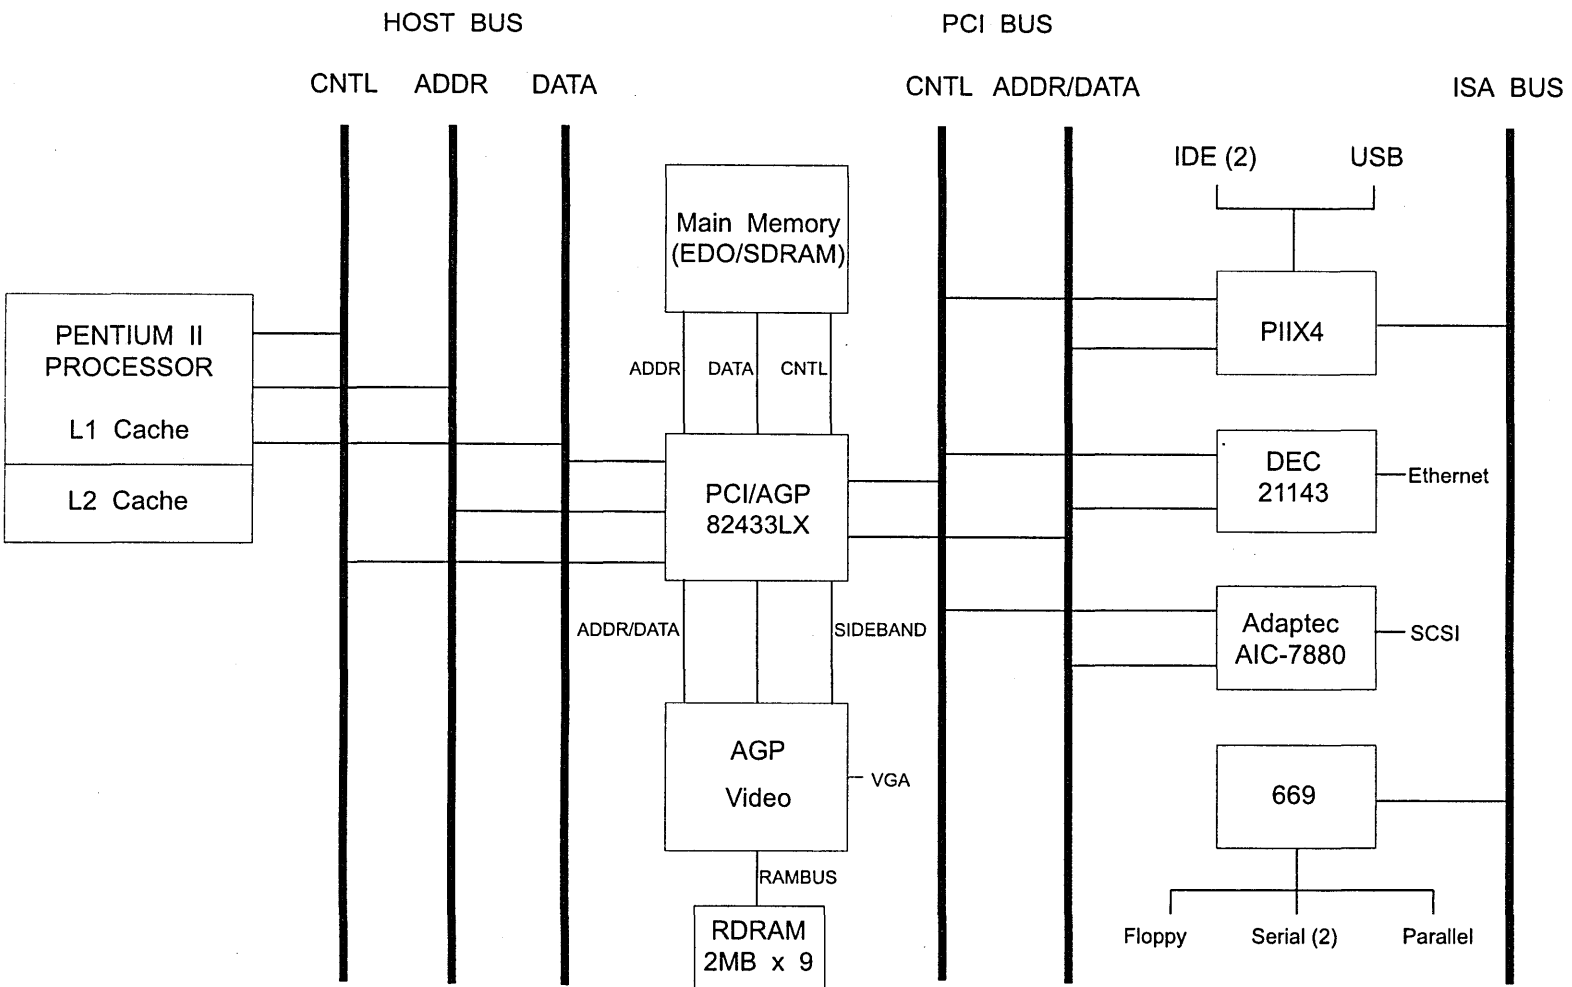 HOST BUS
PCI BUS
CNTL ADDR DATA
CNTL ADDR/DATA
ISA BUS
IDE (2)
USB
Main Memory
(EDO/SDRAM)
PENTIUM II
PROCESSOR
L1 Cache
L2 Cache
ADDR DATA CNTL
PIIX4
PCI/AGP
82433LX
DEC
21143
Ethernet
ADDR/DATA
SIDEBAND
Adaptec
AIC-7880
SCSI
AGP
Video
VGA
669
RAMBUS
RDRAM
2MB x 9
Floppy
Serial (2)
Parallel